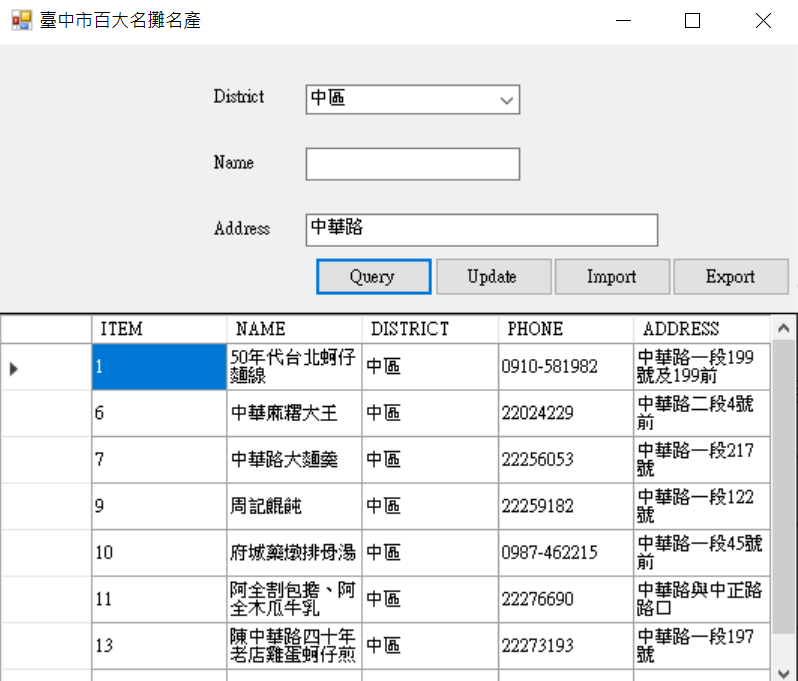 臺中市百大名攤名產
District 中區
Name
Address 中華路
Query Update Import Export
ITEM NAME DISTRICT PHONE ADDRESS
1 50年代台北蚵仔麵線 中區 0910-581982 中華路一段199號及199前
6 中華麻糬大王 中區 22024229 中華路二段4號前
7 中華路大麵羹 中區 22256053 中華路一段217號
9 周記餛飩 中區 22259182 中華路一段122號
10 府城藥燉排骨湯 中區 0987-462215 中華路一段45號前
11 阿全割包擔、阿全木瓜牛乳 中區 22276690 中華路與中正路路口
13 陳中華路四十年老店雞蛋蚵仔煎 中區 22273193 中華路一段197號